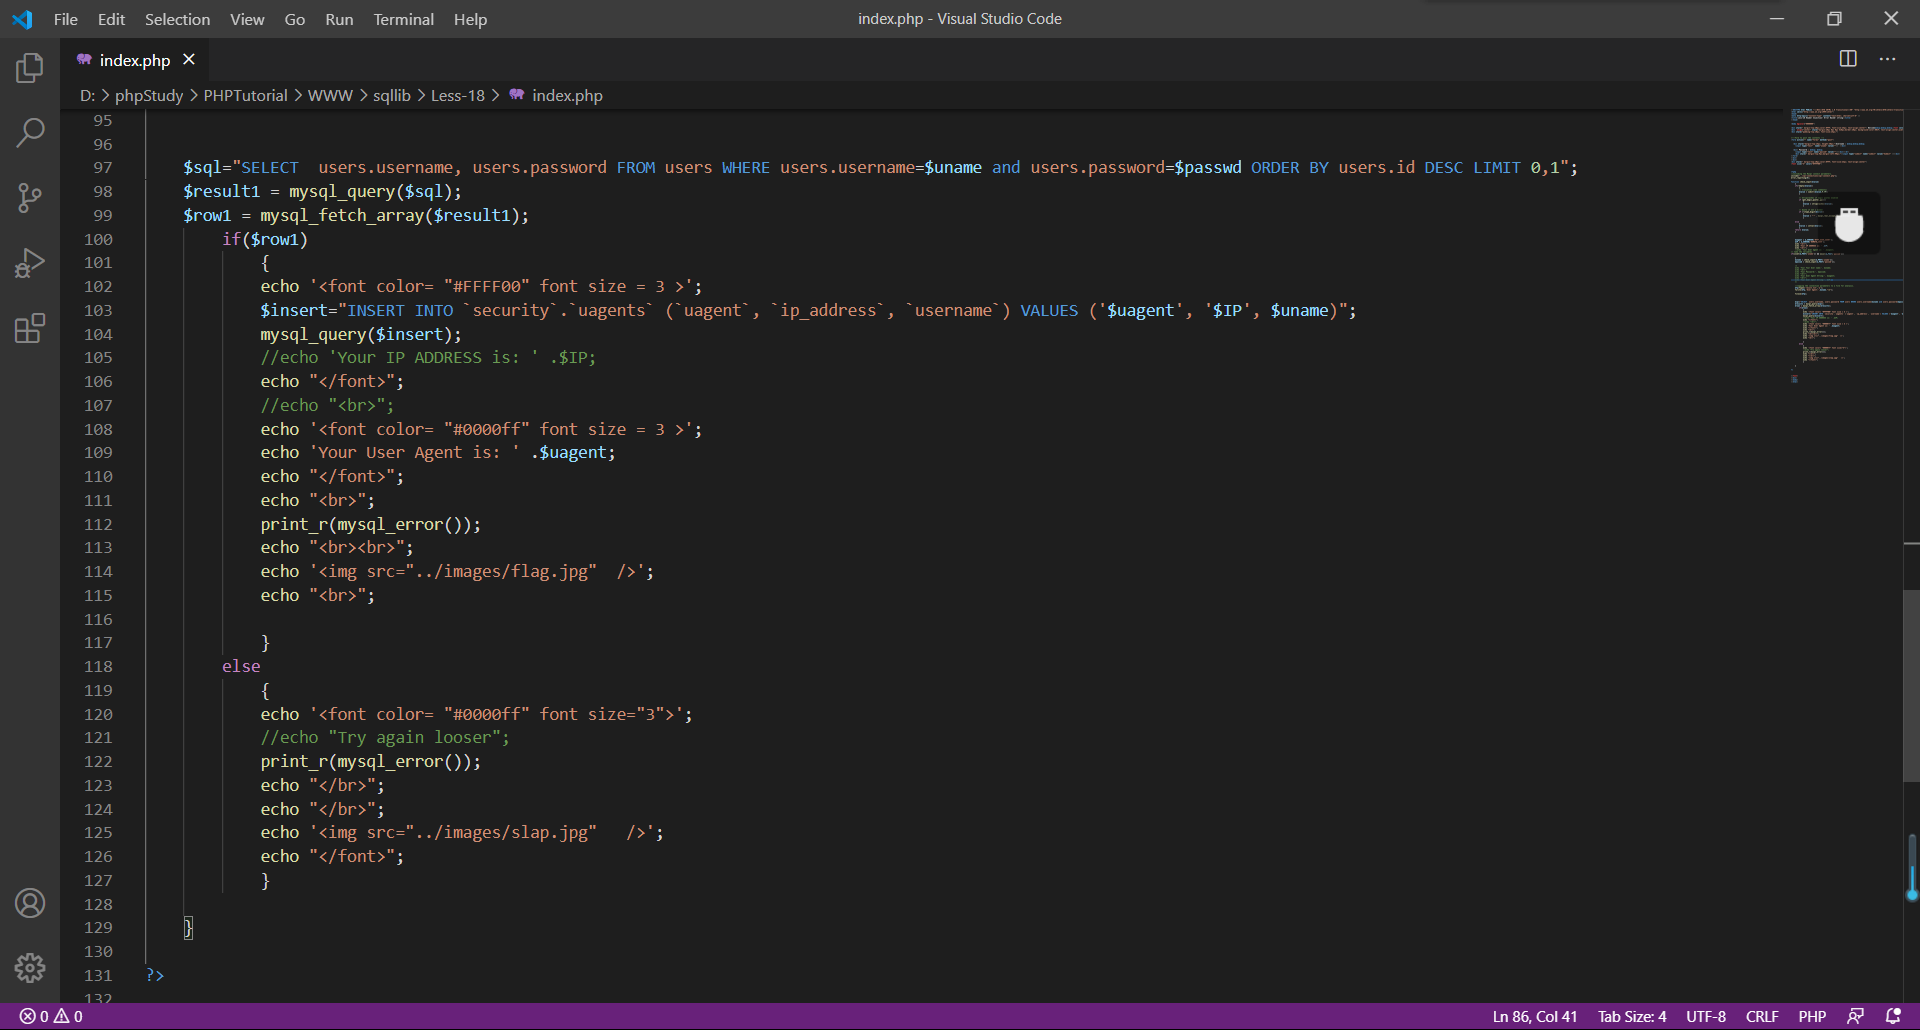 File Edit Selection View Go Run Terminal Help
index.php - Visual Studio Code
index.php
D: > phpStudy > PHPTutorial > WWW > sqllib > Less-18 > index.php
95
96
97 $sql="SELECT  users.username, users.password FROM users WHERE users.username=$uname and users.password=$passwd ORDER BY users.id DESC LIMIT 0,1";
98 $result1 = mysql_query($sql);
99 $row1 = mysql_fetch_array($result1);
100 if($row1)
101 {
102 echo '<font color= "#FFFF00" font size = 3 >';
103 $insert="INSERT INTO `security`.`uagents` (`uagent`, `ip_address`, `username`) VALUES ('$uagent', '$IP', $uname)";
104 mysql_query($insert);
105 //echo 'Your IP ADDRESS is: ' .$IP;
106 echo "</font>";
107 //echo "<br>";
108 echo '<font color= "#0000ff" font size = 3 >';
109 echo 'Your User Agent is: ' .$uagent;
110 echo "</font>";
111 echo "<br>";
112 print_r(mysql_error());
113 echo "<br><br>";
114 echo '<img src="../images/flag.jpg"  />';
115 echo "<br>";
116
117 }
118 else
119 {
120 echo '<font color= "#0000ff" font size="3">';
121 //echo "Try again looser";
122 print_r(mysql_error());
123 echo "</br>";
124 echo "</br>";
125 echo '<img src="../images/slap.jpg"   />';
126 echo "</font>";
127 }
128
129 }
130
131 ?>
132
0 0 Ln 86, Col 41 Tab Size: 4 UTF-8 CRLF PHP